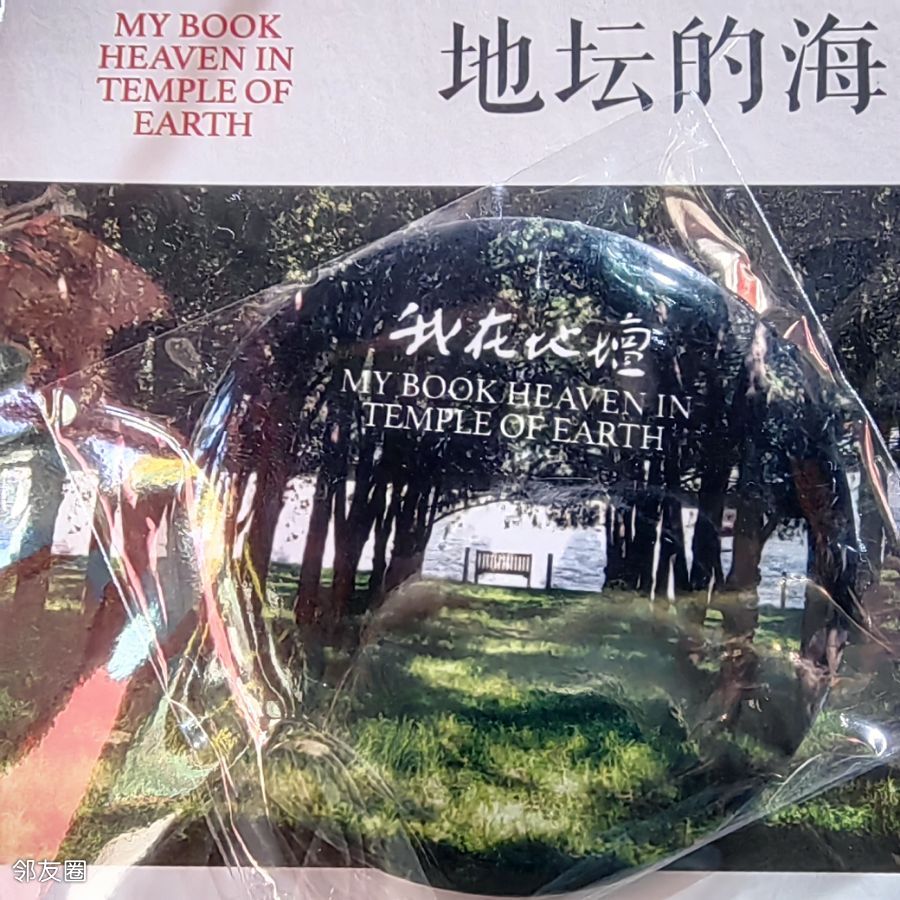 MY BOOK
HEAVEN IN
TEMPLE OF
EARTH
地坛的海
我在地壇
MY BOOK HEAVEN IN
TEMPLE OF EARTH
邻友圈